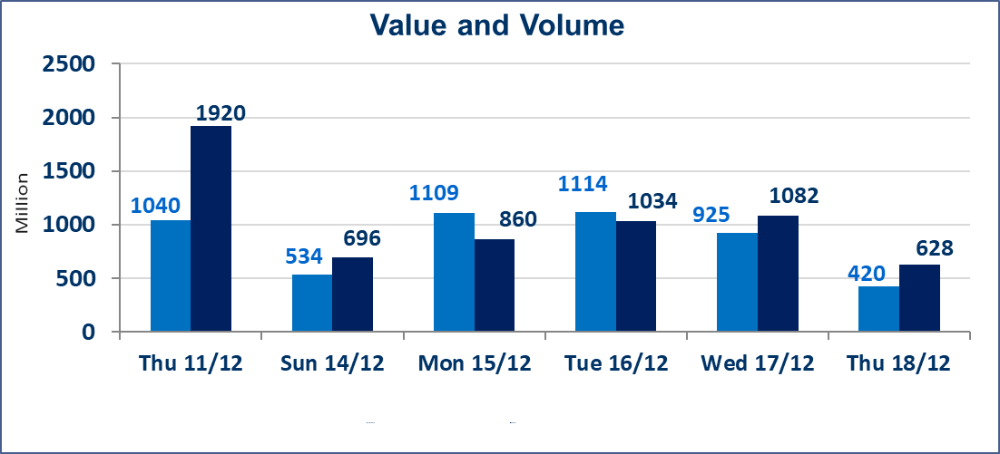 Value and Volume
2500
2000
1500
1000
500
0
Million
1040
1920
534
696
1109
860
1114
1034
925
1082
420
628
Thu 11/12
Sun 14/12
Mon 15/12
Tue 16/12
Wed 17/12
Thu 18/12